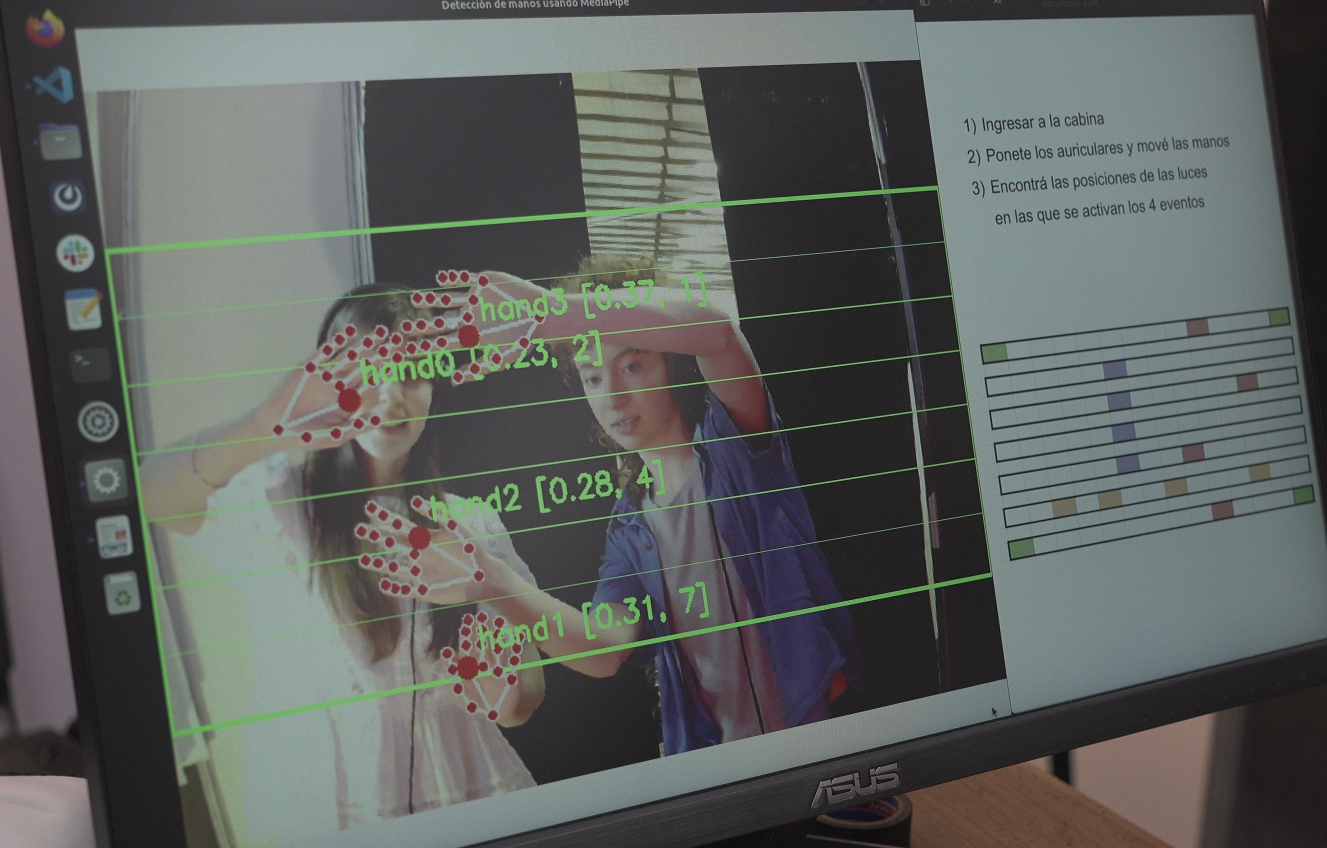 Detección de manos usando MediaPipe
1) Ingresar a la cabina
2) Ponete los auriculares y mové las manos
3) Encontrá las posiciones de las luces
en las que se activan los 4 eventos
hand3 [0.37, 1]
hand0 [0.23, 2]
hand2 [0.28, 4]
hand1 [0.31, 7]
ASUS